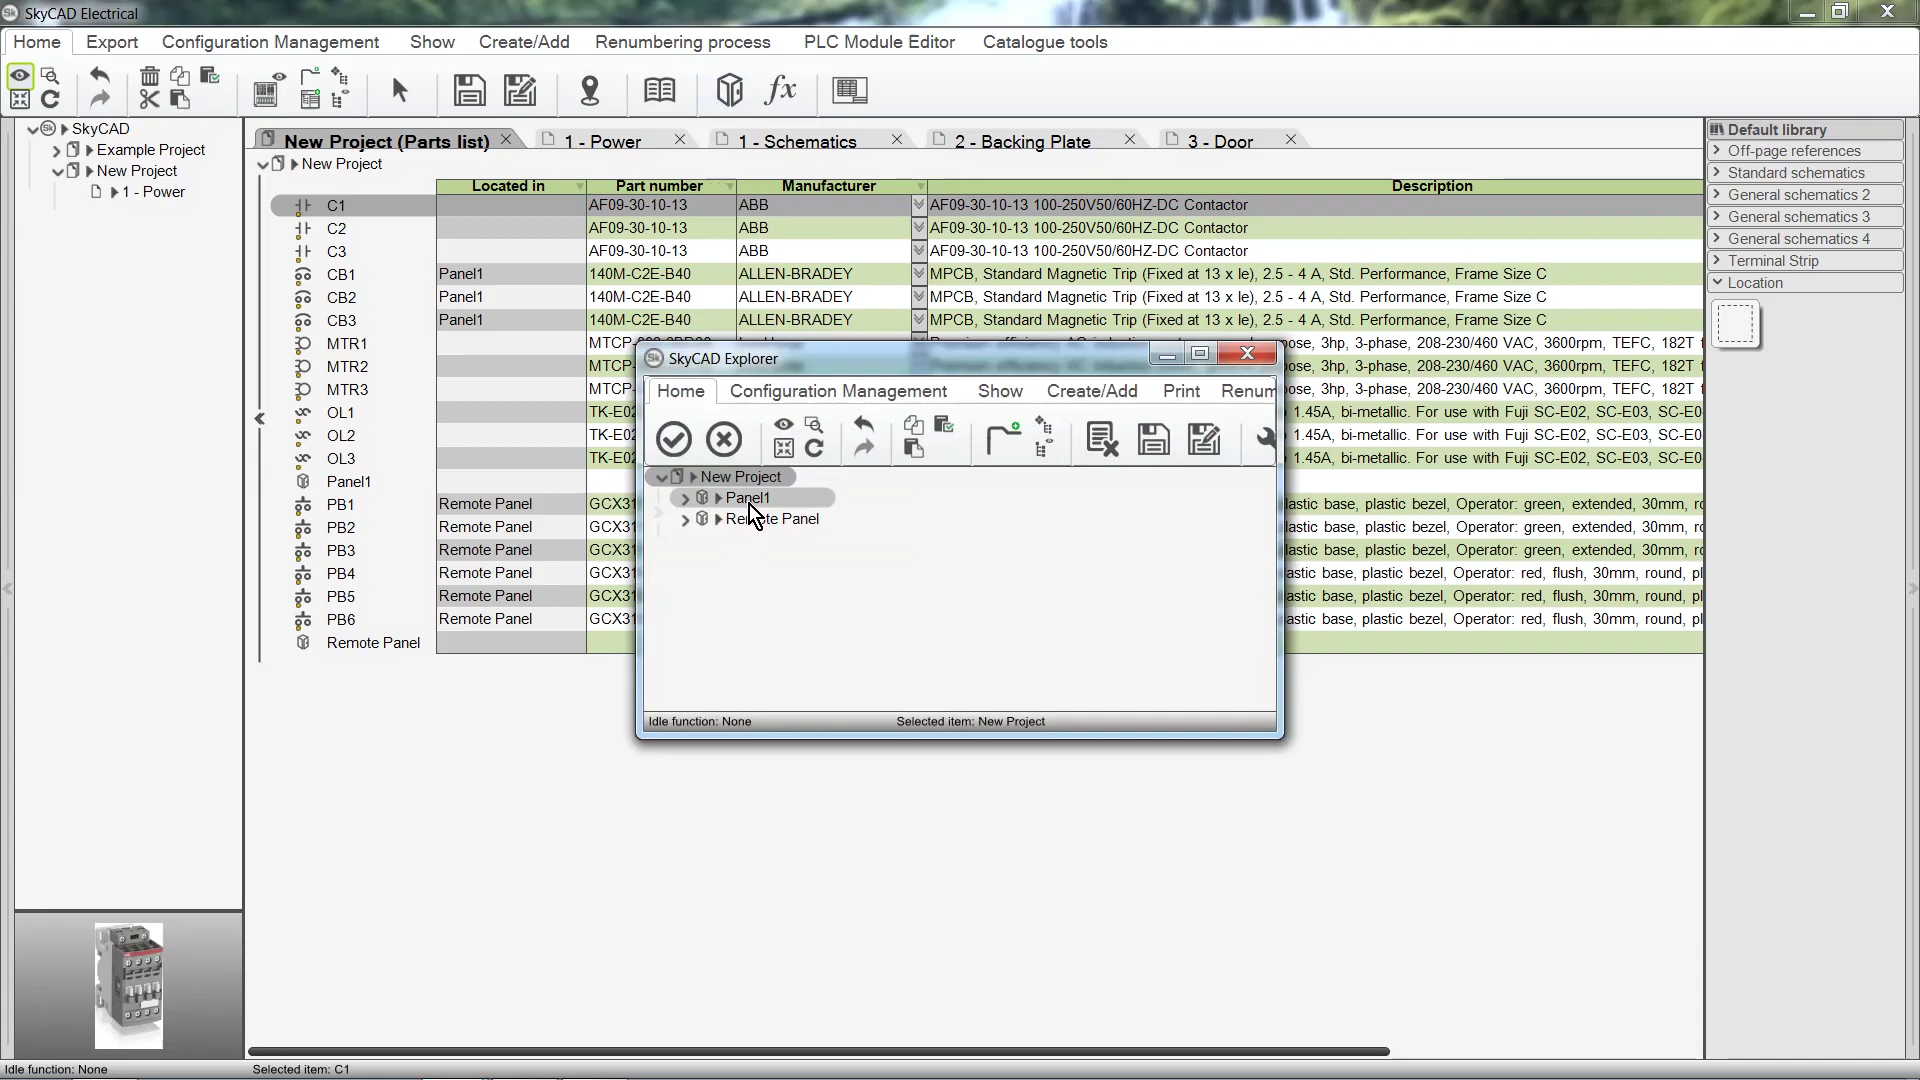 SkyCAD Electrical
Home Export Configuration Management Show Create/Add Renumbering process PLC Module Editor Catalogue tools
SkyCAD
Example Project
New Project
1 - Power
New Project (Parts list) 1 - Power 1 - Schematics 2 - Backing Plate 3 - Door
New Project
Located in Part number Manufacturer Description
C1 AF09-30-10-13 ABB AF09-30-10-13 100-250V50/60HZ-DC Contactor
C2 AF09-30-10-13 ABB AF09-30-10-13 100-250V50/60HZ-DC Contactor
C3 AF09-30-10-13 ABB AF09-30-10-13 100-250V50/60HZ-DC Contactor
CB1 Panel1 140M-C2E-B40 ALLEN-BRADEY MPCB, Standard Magnetic Trip (Fixed at 13 x Ie), 2.5 - 4 A, Std. Performance, Frame Size C
CB2 Panel1 140M-C2E-B40 ALLEN-BRADEY MPCB, Standard Magnetic Trip (Fixed at 13 x Ie), 2.5 - 4 A, Std. Performance, Frame Size C
CB3 Panel1 140M-C2E-B40 ALLEN-BRADEY MPCB, Standard Magnetic Trip (Fixed at 13 x Ie), 2.5 - 4 A, Std. Performance, Frame Size C
MTR1 pose, 3hp, 3-phase, 208-230/460 VAC, 3600rpm, TEFC, 182T f
MTR2 MTCP- pose, 3hp, 3-phase, 208-230/460 VAC, 3600rpm, TEFC, 182T f
MTR3 MTCP- pose, 3hp, 3-phase, 208-230/460 VAC, 3600rpm, TEFC, 182T f
OL1 TK-E02 1.45A, bi-metallic. For use with Fuji SC-E02, SC-E03, SC-E0
OL2 TK-E02 1.45A, bi-metallic. For use with Fuji SC-E02, SC-E03, SC-E0
OL3 TK-E02 1.45A, bi-metallic. For use with Fuji SC-E02, SC-E03, SC-E0
Panel1
PB1 Remote Panel GCX31 lastic base, plastic bezel, Operator: green, extended, 30mm, ro
PB2 Remote Panel GCX31 lastic base, plastic bezel, Operator: green, extended, 30mm, ro
PB3 Remote Panel GCX31 lastic base, plastic bezel, Operator: green, extended, 30mm, ro
PB4 Remote Panel GCX31 astic base, plastic bezel, Operator: red, flush, 30mm, round, pl
PB5 Remote Panel GCX31 astic base, plastic bezel, Operator: red, flush, 30mm, round, pl
PB6 Remote Panel GCX31 astic base, plastic bezel, Operator: red, flush, 30mm, round, pl
Remote Panel
SkyCAD Explorer
Home Configuration Management Show Create/Add Print Renum
New Project
Panel1
Remote Panel
Idle function: None Selected item: New Project
Default library
Off-page references
Standard schematics
General schematics 2
General schematics 3
General schematics 4
Terminal Strip
Location
Idle function: None Selected item: C1